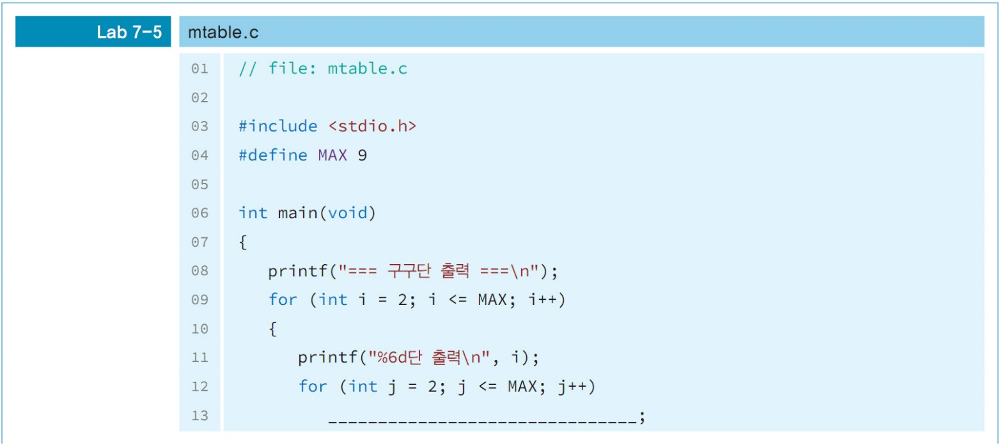 Lab 7-5 mtable.c
01 // file: mtable.c
02
03 #include <stdio.h>
04 #define MAX 9
05
06 int main(void)
07 {
08    printf("=== 구구단 출력 ===\n");
09    for (int i = 2; i <= MAX; i++)
10    {
11       printf("%6d단 출력\n", i);
12       for (int j = 2; j <= MAX; j++)
13          _______________________________;